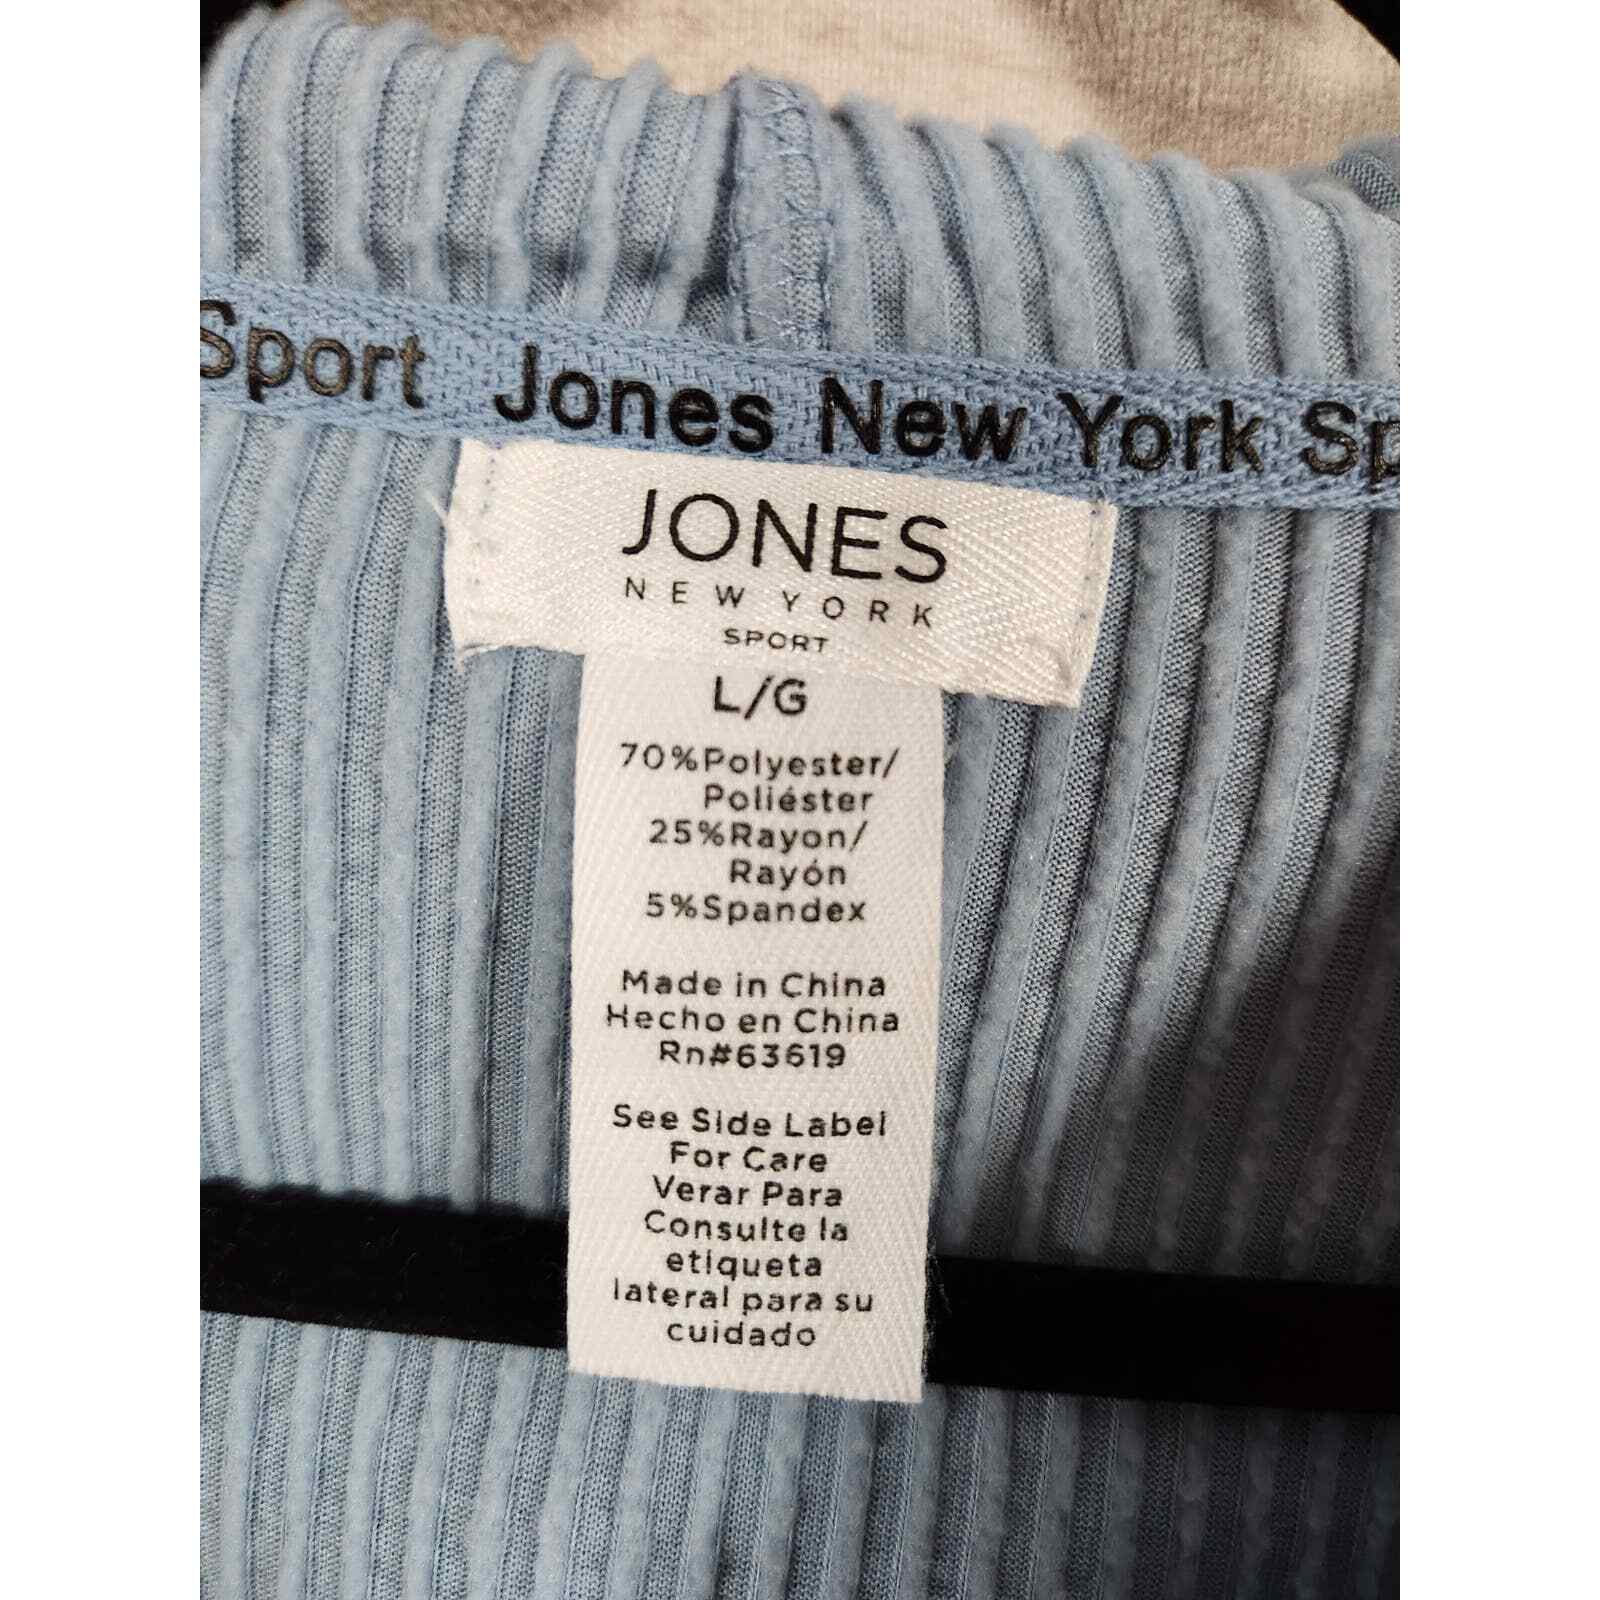 Sport Jones New York Sp
JONES
NEW YORK
SPORT
L/G
70%Polyester/
Poliéster
25%Rayon/
Rayón
5%Spandex
Made in China
Hecho en China
Rn#63619
See Side Label
For Care
Verar Para
Consulte la
etiqueta
lateral para su
cuidado